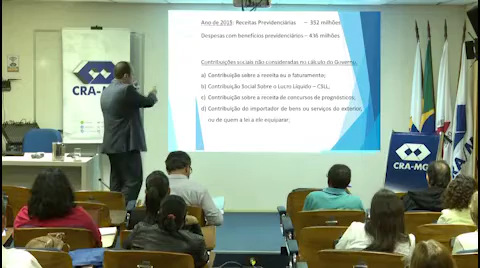 Ano de 2015: Receitas Previdenciárias – 352 milhões
Despesas com benefícios previdenciários – 436 milhões
Contribuições sociais não consideradas no cálculo do Governo.
a) Contribuição sobre a receita ou o faturamento;
b) Contribuição Social Sobre o Lucro Líquido – CSLL;
c) Contribuição sobre a receita de concursos de prognósticos;
d) Contribuição do importador de bens ou serviços do exterior,
ou de quem a lei a ele equiparar;
CRA-MG
CRA-MG